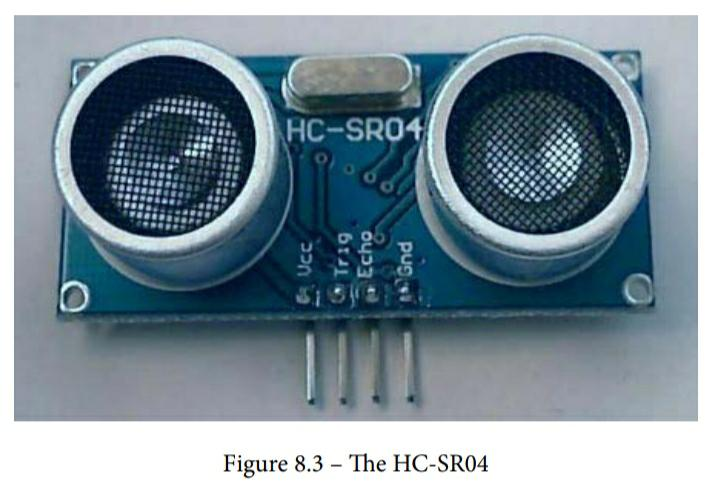 HC-SR04
Vcc
Trig
Echo
Gnd
Figure 8.3 – The HC-SR04